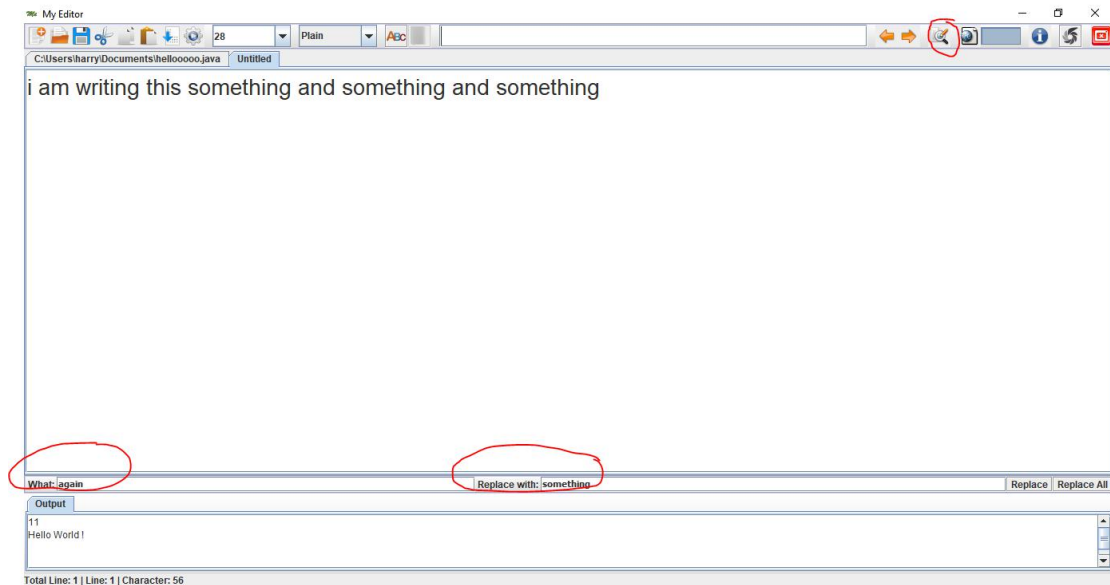 My Editor
28 Plain ABC
C:\Users\harry\Documents\hellooooo.java Untitled
i am writing this something and something and something
What: again Replace with: something Replace Replace All
Output
11
Hello World !
Total Line: 1 | Line: 1 | Character: 56